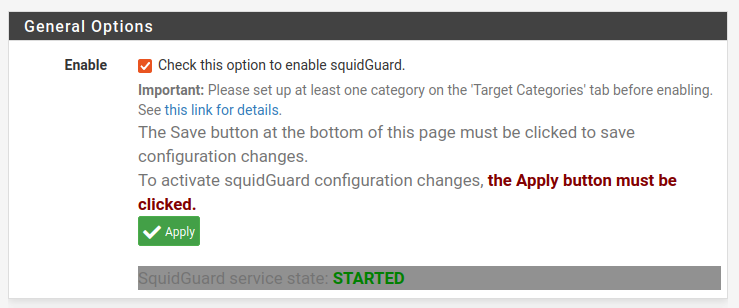 General Options
Enable Check this option to enable squidGuard.
Important: Please set up at least one category on the 'Target Categories' tab before enabling.
See this link for details.
The Save button at the bottom of this page must be clicked to save
configuration changes.
To activate squidGuard configuration changes, the Apply button must be
clicked.
Apply
SquidGuard service state: STARTED